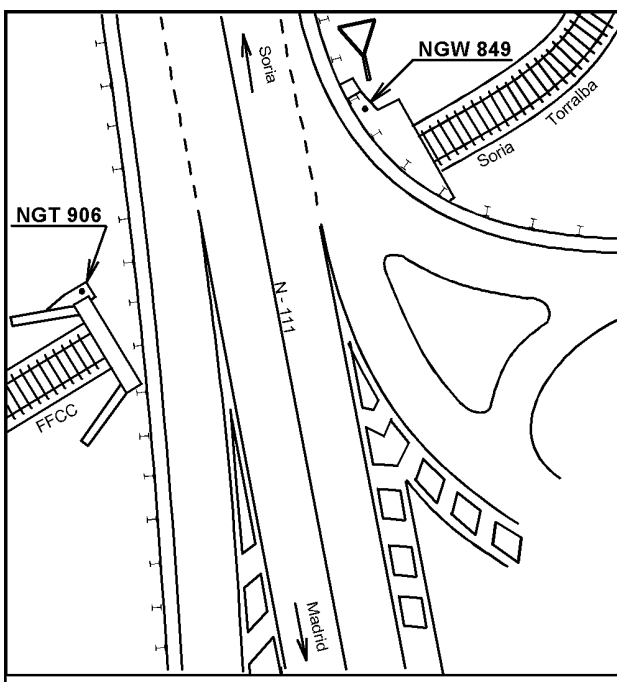 Soria
NGW 849
Torralba
Soria
NGT 906
N - 111
FFCC
Madrid